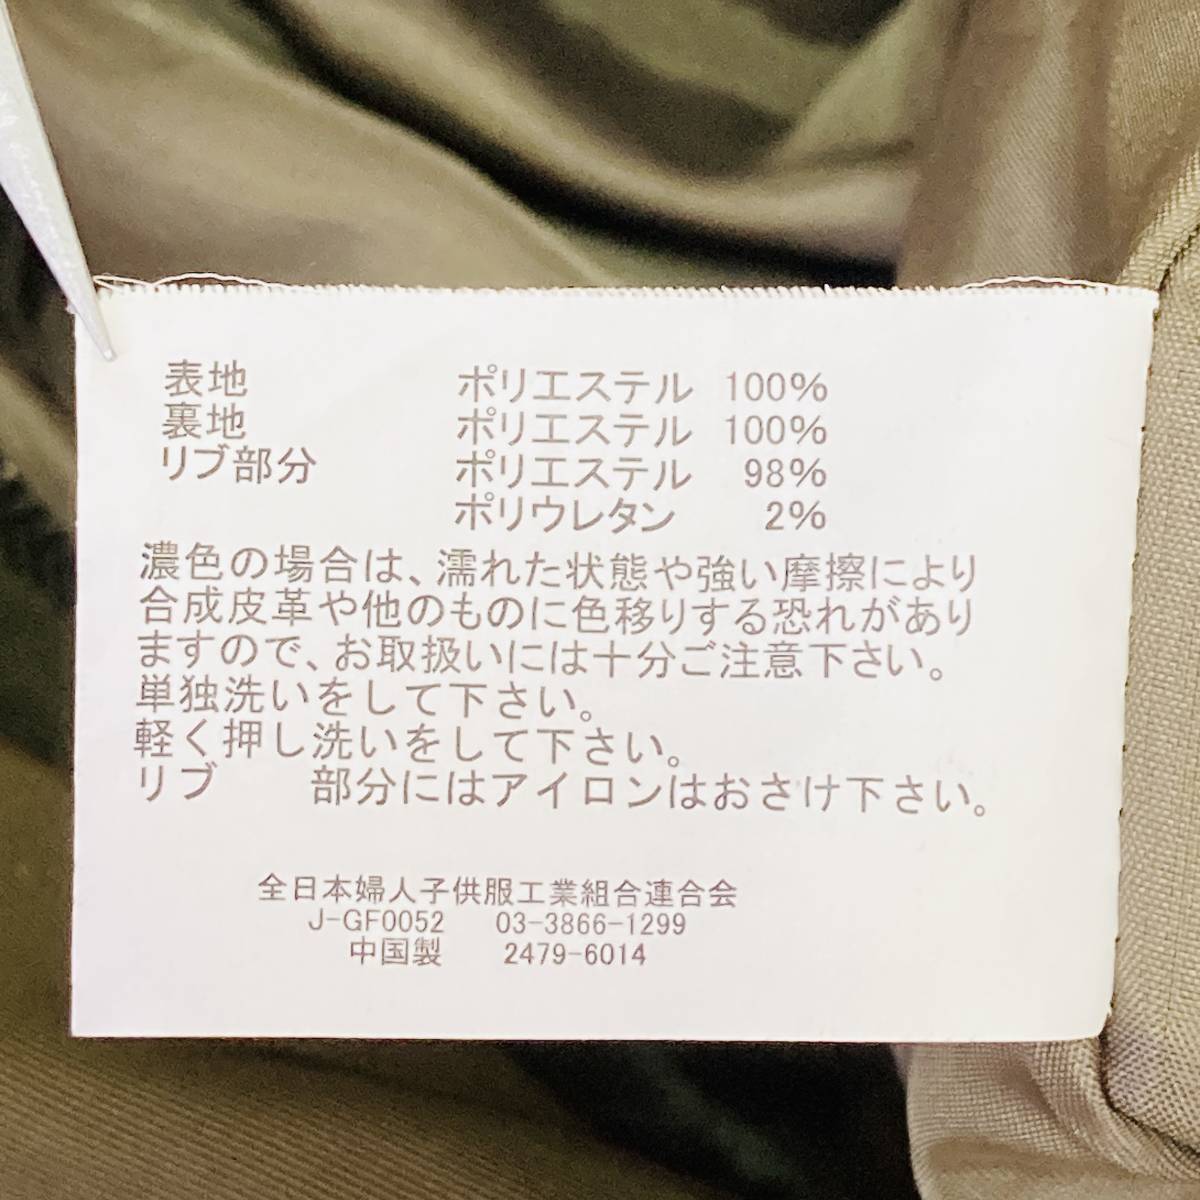 表地 ポリエステル 100%
裏地 ポリエステル 100%
リブ部分 ポリエステル 98%
ポリウレタン 2%
濃色の場合は、濡れた状態や強い摩擦により
合成皮革や他のものに色移りする恐れがあり
ますので、お取扱いには十分ご注意下さい。
単独洗いをして下さい。
軽く押し洗いをして下さい。
リブ 部分にはアイロンはおさけ下さい。
全日本婦人子供服工業組合連合会
J-GF0052 03-3866-1299
中国製 2479-6014